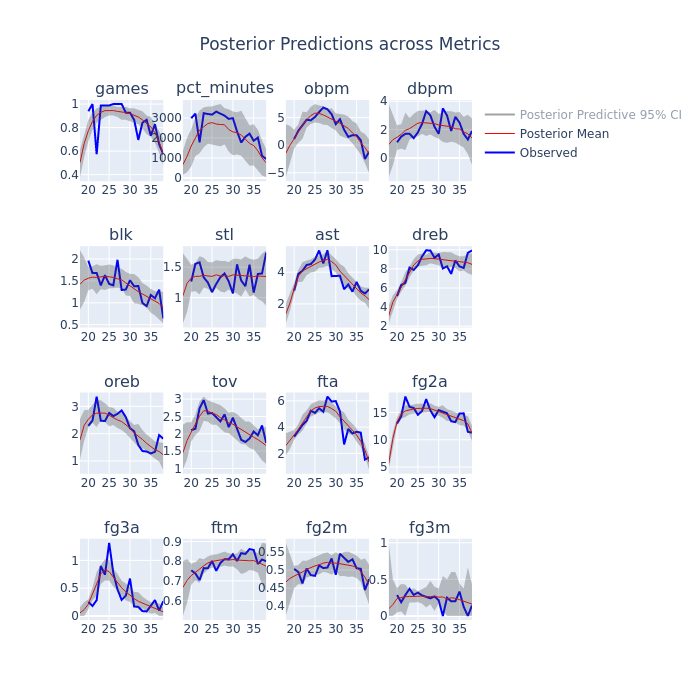 Posterior Predictions across Metrics
games pct_minutes obpm dbpm
Posterior Predictive 95% CI
Posterior Mean
Observed
1 0.8 0.6 0.4
3000 1000 0
5 0 −5
4 2 0
20 25 30 35 20 25 30 35 20 25 30 35 20 25 30 35
blk stl ast dreb
2 1.5 1 0.5
1.5 1
4 2
10 8 6 4 2
20 25 30 35 20 25 30 35 20 25 30 35 20 25 30 35
oreb tov fta fg2a
3 2 1
3 2.5 2 1.5 1
6 4 2
15 10 5
20 25 30 35 20 25 30 35 20 25 30 35 20 25 30 35
fg3a ftm fg2m fg3m
1 0.5 0
0.9 0.8 0.7 0.6
0.55 0.5 0.45 0.4
1 0.5 0
20 25 30 35 20 25 30 35 20 25 30 35 20 25 30 35